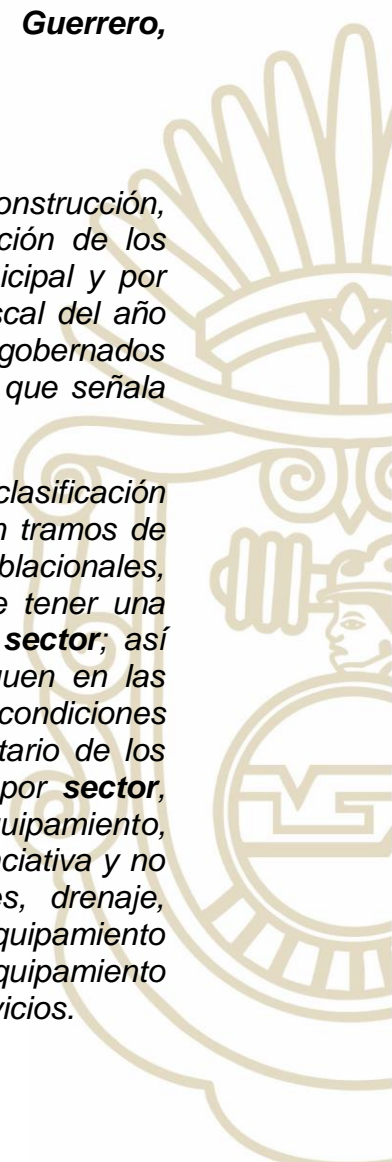 Guerrero,
onstrucción,
ción de los
icipal y por
scal del año
gobernados
que señala
clasificación
n tramos de
blacionales,
e tener una
sector; así
uen en las
condiciones
tario de los
por sector,
uipamiento,
nciativa y no
es, drenaje,
quipamiento
quipamiento
vicios.